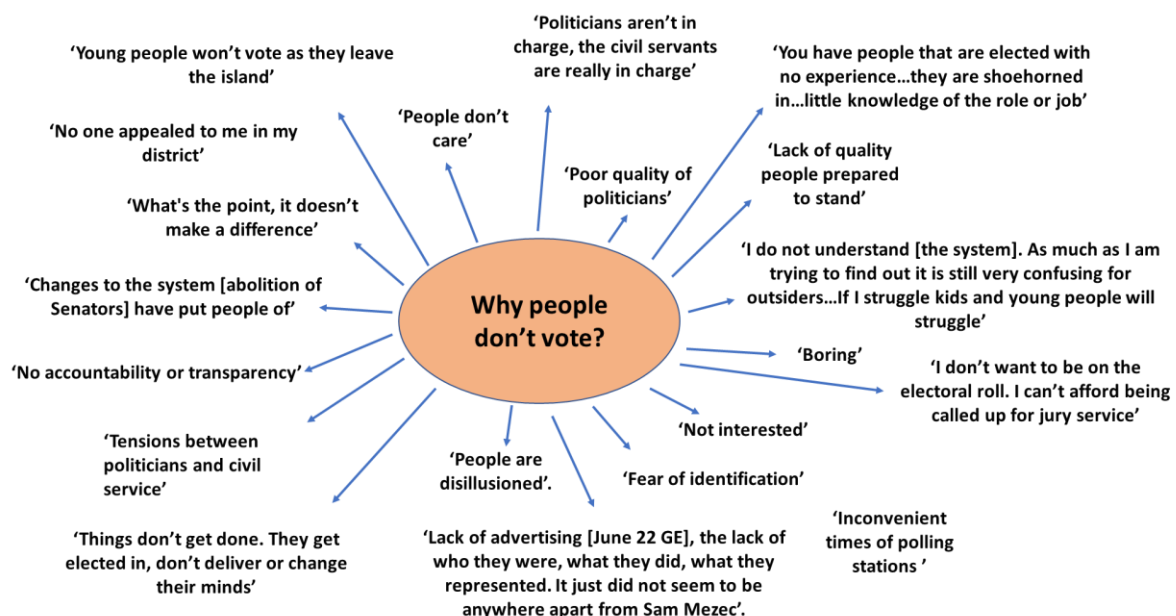 ‘Young people won’t vote as they leave
the island’
‘Politicians aren’t in
charge, the civil servants
are really in charge’
‘You have people that are elected with
no experience...they are shoehorned
in...little knowledge of the role or job’
‘No one appealed to me in my
district’
‘People don’t
care’
‘Poor quality of
politicians’
‘Lack of quality
people prepared
to stand’
‘What's the point, it doesn’t
make a difference’
‘I do not understand [the system]. As much as I am
trying to find out it is still very confusing for
outsiders...If I struggle kids and young people will
struggle’
‘Changes to the system [abolition of
Senators] have put people of’
Why people
don’t vote?
‘Boring’
‘I don’t want to be on the
electoral roll. I can’t afford being
called up for jury service’
‘No accountability or transparency’
‘Not interested’
‘Tensions between
politicians and civil
service’
‘People are
disillusioned’.
‘Fear of identification’
‘Things don’t get done. They get
elected in, don’t deliver or change
their minds’
‘Lack of advertising [June 22 GE], the lack of
who they were, what they did, what they
represented. It just did not seem to be
anywhere apart from Sam Mezec’.
‘Inconvenient
times of polling
stations ’